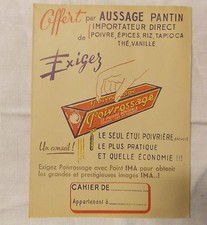 Offert par AUSSAGE PANTIN
IMPORTATEUR DIRECT
de POIVRE, ÉPICES, RIZ, TAPIOCA
THÉ, VANILLE
Exigez
Poivrossage
LE SEUL ÉTUI POIVRIÈRE
LE PLUS PRATIQUE
ET QUELLE ÉCONOMIE !!!
Un conseil !
Exigez Poivrossage avec Point IMA pour obtenir
les grandes et prestigieuses images IMA..!
CAHIER DE
Appartenant à